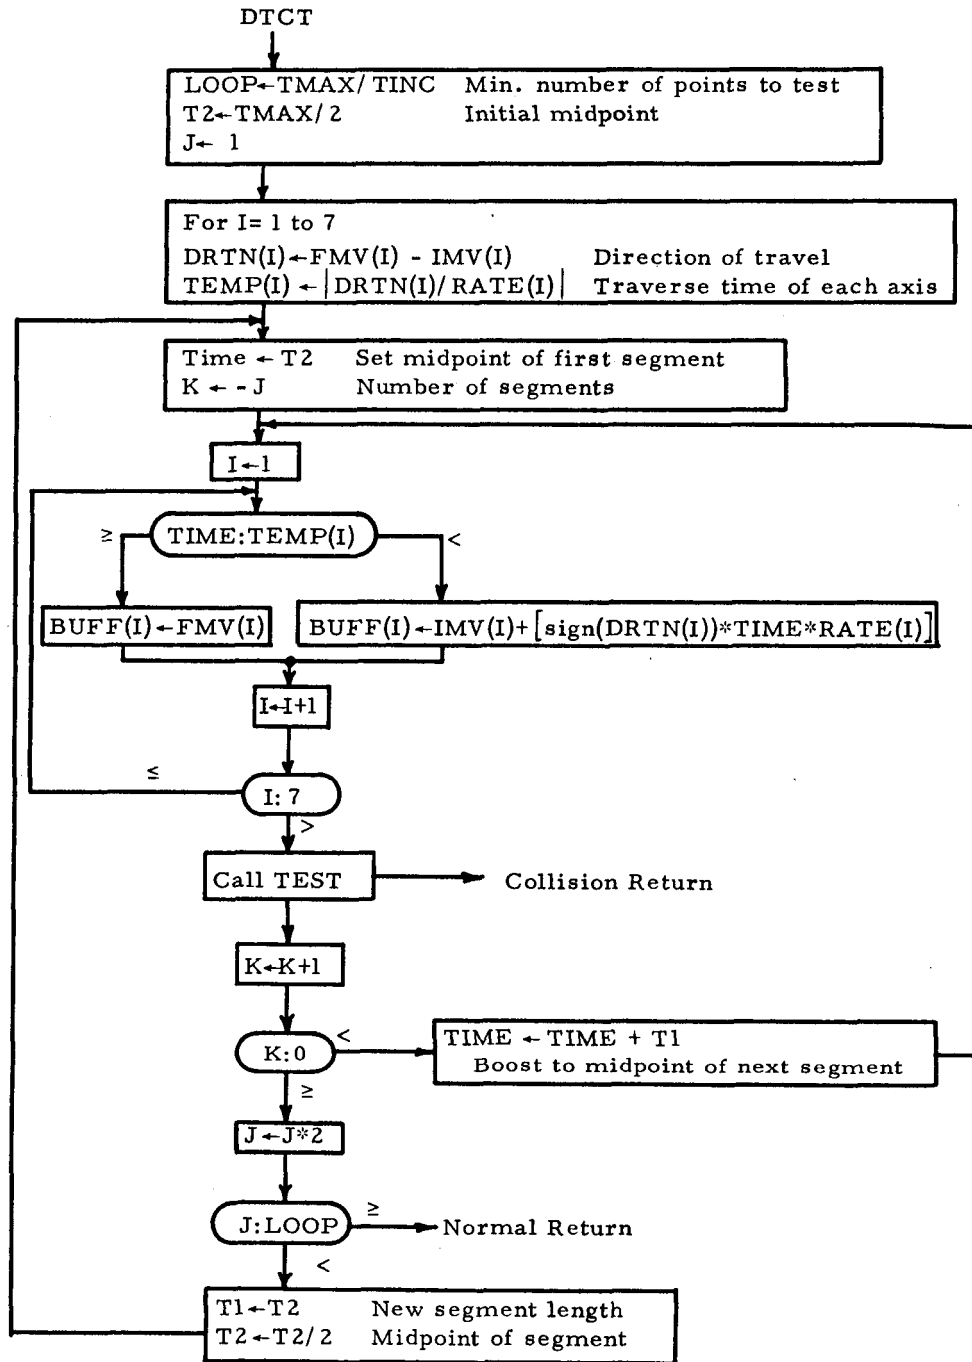 DTCT
LOOP←TMAX/TINC Min. number of points to test
T2←TMAX/2 Initial midpoint
J← 1
For I= 1 to 7
DRTN(I)←FMV(I) - IMV(I) Direction of travel
TEMP(I) ← |DRTN(I)/RATE(I)| Traverse time of each axis
Time ← T2 Set midpoint of first segment
K ← - J Number of segments
I←1
≥ TIME:TEMP(I) <
BUFF(I)←FMV(I) BUFF(I)←IMV(I)+[sign(DRTN(I))*TIME*RATE(I)]
I←I+1
≤
I: 7
>
Call TEST Collision Return
K←K+1
K:0 <
TIME ← TIME + T1
Boost to midpoint of next segment
≥
J←J*2
J:LOOP ≥ Normal Return
<
T1←T2 New segment length
T2←T2/2 Midpoint of segment